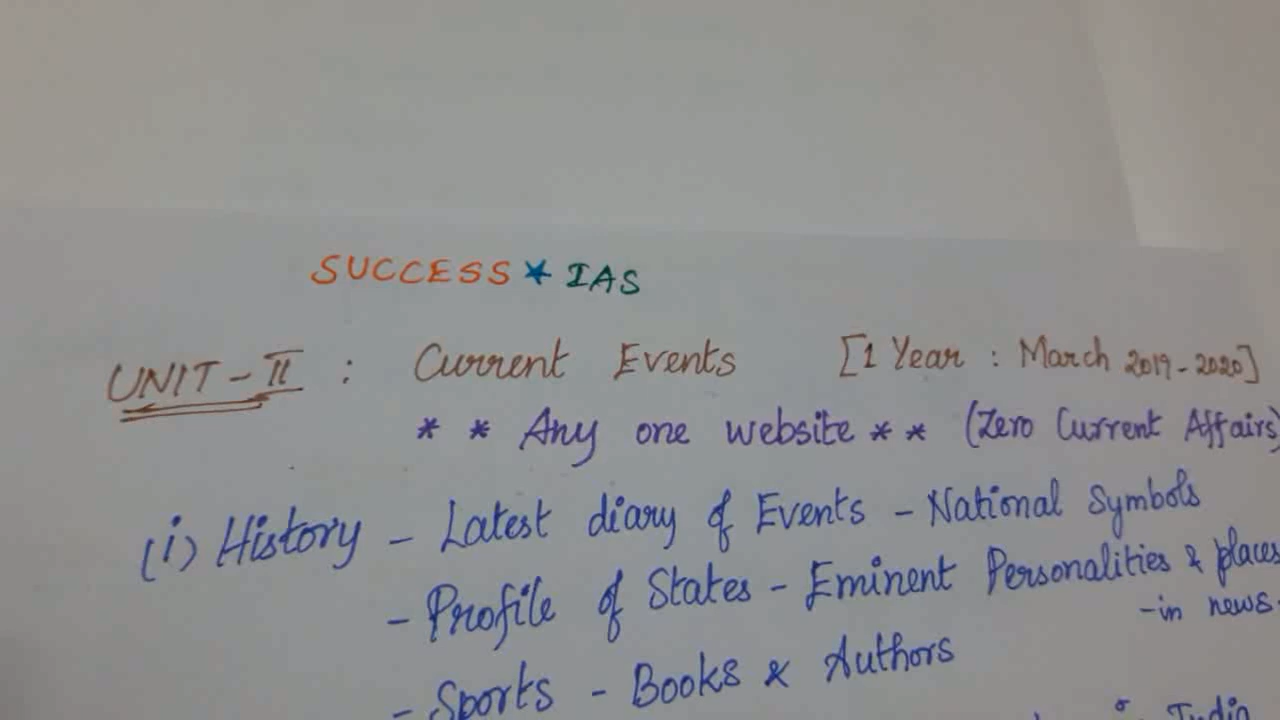 SUCCESS ★ IAS
UNIT-II : Current Events [1 Year : March 2019-2020]
* * Any one website * * (Zero Current Affairs)
(i) History - Latest diary of Events - National Symbols
- Profile of States - Eminent Personalities & places
- in news.
- Sports - Books & Authors
India